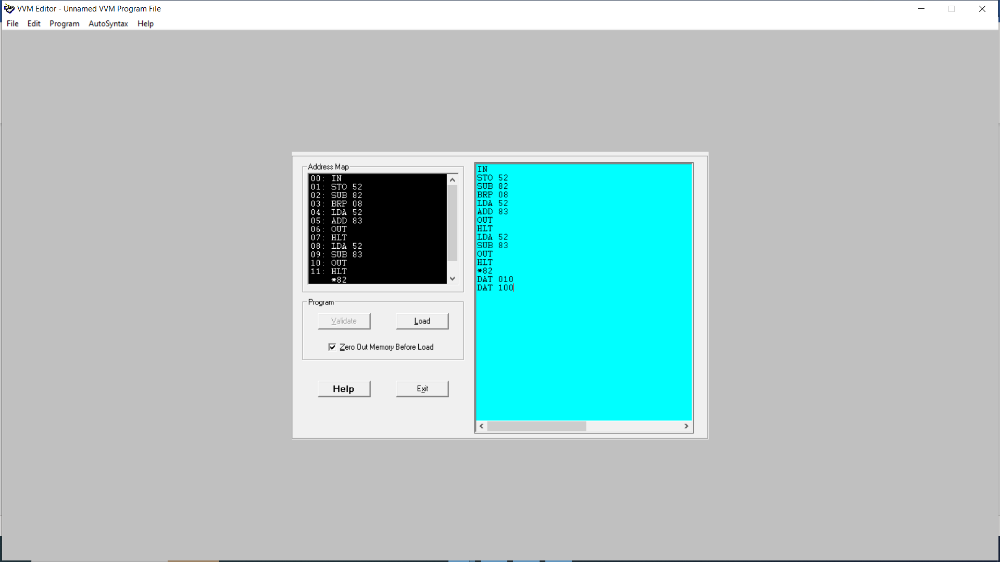 VVM Editor - Unnamed VVM Program File
File Edit Program AutoSyntax Help
Address Map
00: IN
01: STO 52
02: SUB 82
03: BRP 08
04: LDA 52
05: ADD 83
06: OUT
07: HLT
08: LDA 52
09: SUB 83
10: OUT
11: HLT
*82
Program
Validate Load
Zero Out Memory Before Load
Help Exit
IN
STO 52
SUB 82
BRP 08
LDA 52
ADD 83
OUT
HLT
LDA 52
SUB 83
OUT
HLT
*82
DAT 010
DAT 100